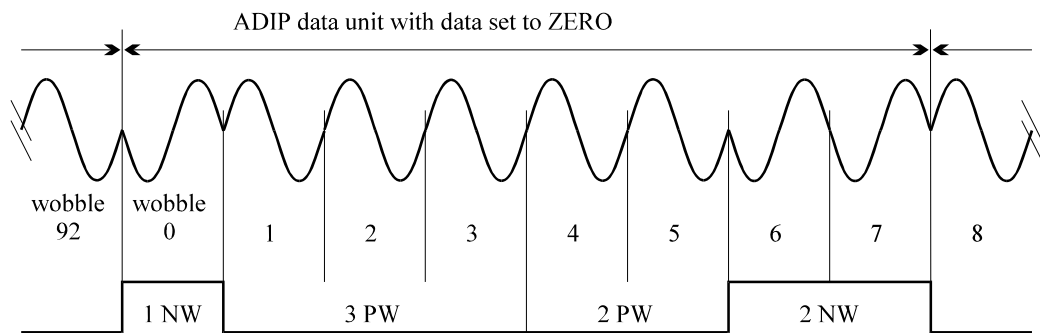 ADIP data unit with data set to ZERO
wobble wobble
92 0 1 2 3 4 5 6 7 8
1 NW 3 PW 2 PW 2 NW